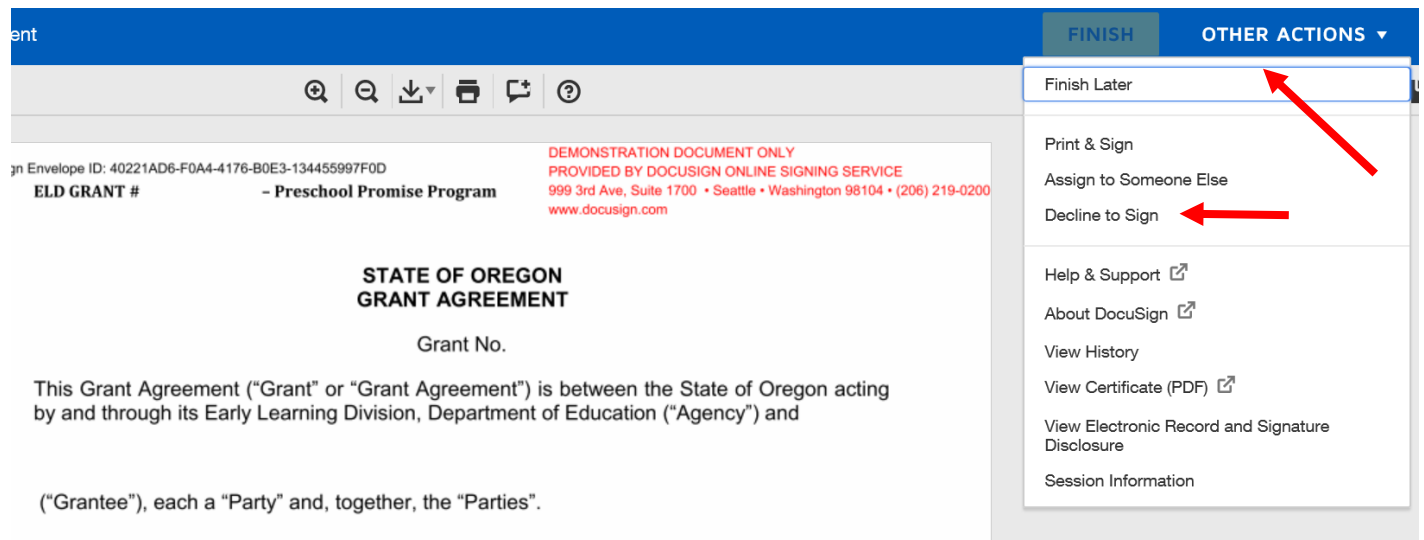 ent
FINISH OTHER ACTIONS
Finish Later
Print & Sign
Assign to Someone Else
Decline to Sign
Help & Support
About DocuSign
View History
View Certificate (PDF)
View Electronic Record and Signature
Disclosure
Session Information
gn Envelope ID: 40221AD6-F0A4-4176-B0E3-134455997F0D
ELD GRANT # – Preschool Promise Program
DEMONSTRATION DOCUMENT ONLY
PROVIDED BY DOCUSIGN ONLINE SIGNING SERVICE
999 3rd Ave, Suite 1700 • Seattle • Washington 98104 • (206) 219-0200
www.docusign.com
STATE OF OREGON
GRANT AGREEMENT
Grant No.
This Grant Agreement (“Grant” or “Grant Agreement”) is between the State of Oregon acting
by and through its Early Learning Division, Department of Education (“Agency”) and
(“Grantee”), each a “Party” and, together, the “Parties”.